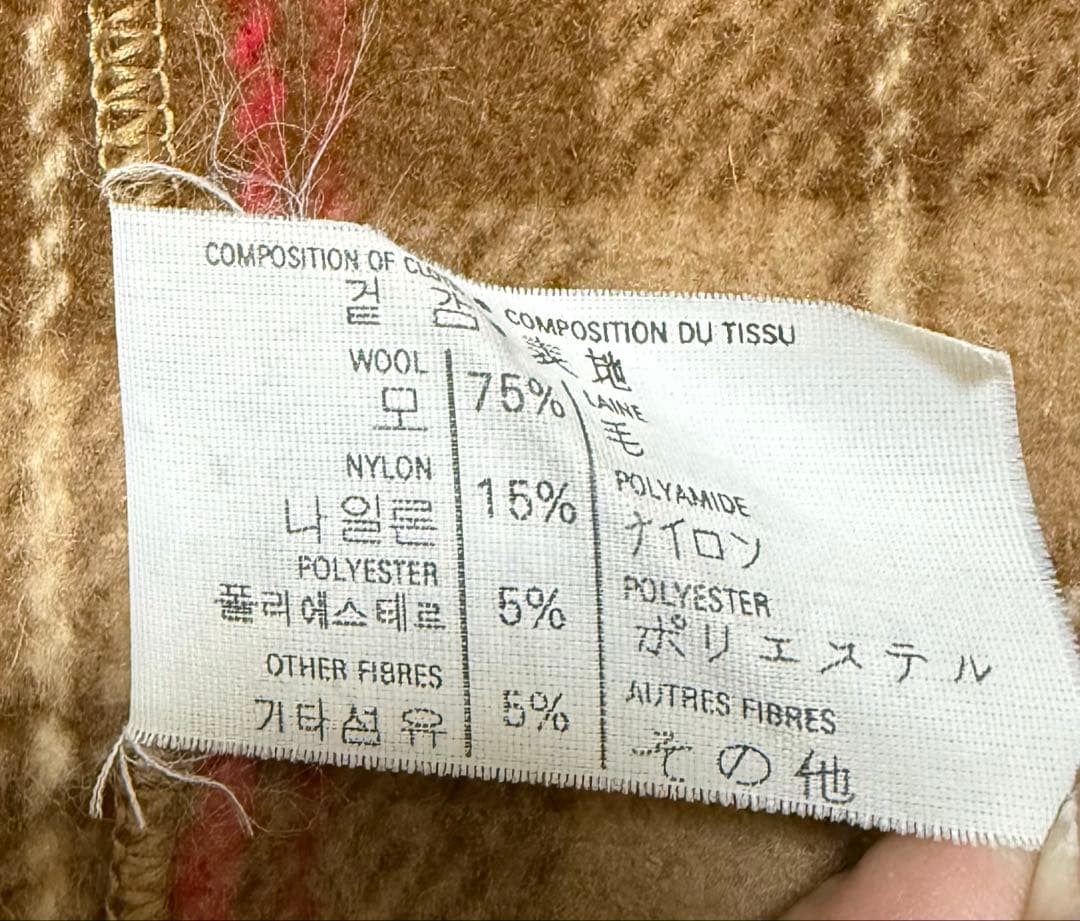 COMPOSITION OF
겉 감
COMPOSITION DU TISSU
表 地
WOOL 75% LAINE
모 毛
NYLON 15% POLYAMIDE
나일론 ナイロン
POLYESTER 5% POLYESTER
폴리에스테르 ポリエステル
OTHER FIBRES 5% AUTRES FIBRES
기타섬유 その他